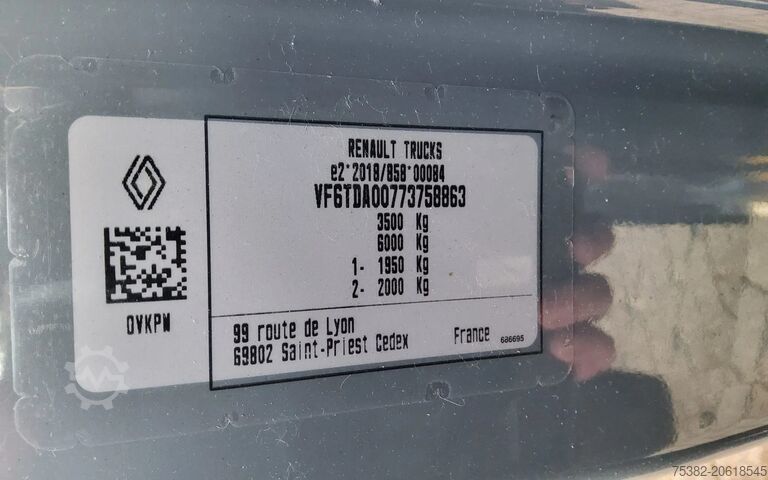 RENAULT TRUCKS
e2*2018/858*00084
VF6TDA00773758863
3500 Kg
6000 Kg
1- 1950 Kg
2- 2000 Kg
OVKPW
99 route de Lyon
69802 Saint-Priest Cedex France 686695
75382-20618545